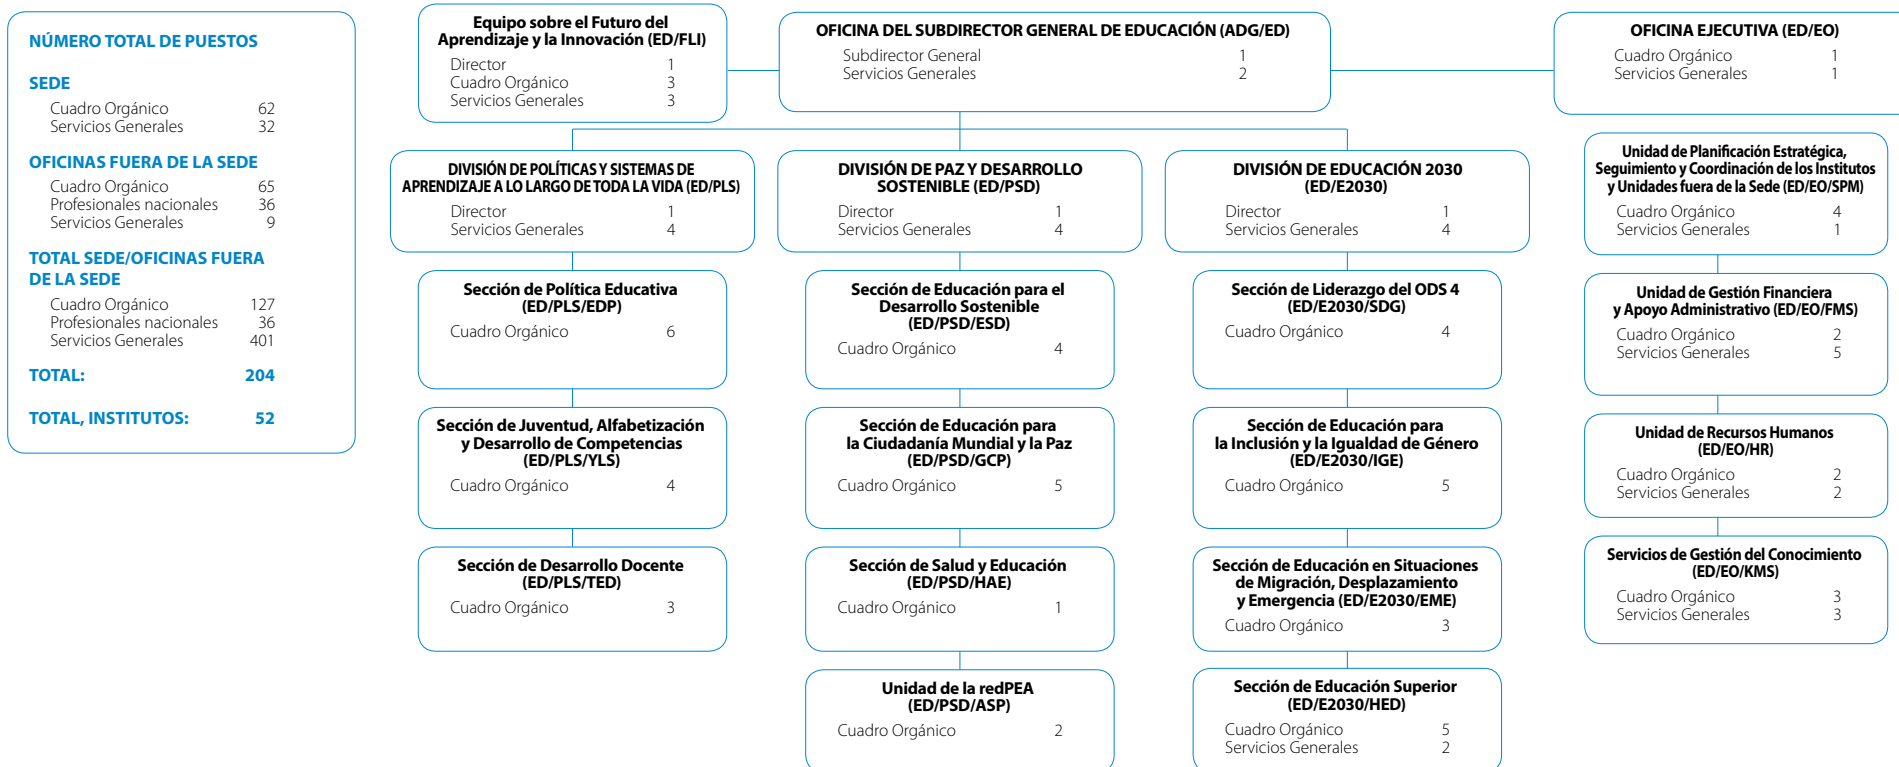 NÚMERO TOTAL DE PUESTOS
SEDE
Cuadro Orgánico 62
Servicios Generales 32
OFICINAS FUERA DE LA SEDE
Cuadro Orgánico 65
Profesionales nacionales 36
Servicios Generales 9
TOTAL SEDE/OFICINAS FUERA
DE LA SEDE
Cuadro Orgánico 127
Profesionales nacionales 36
Servicios Generales 401
TOTAL: 204
TOTAL, INSTITUTOS: 52
Equipo sobre el Futuro del
Aprendizaje y la Innovación (ED/FLI)
Director 1
Cuadro Orgánico 3
Servicios Generales 3
OFICINA DEL SUBDIRECTOR GENERAL DE EDUCACIÓN (ADG/ED)
Subdirector General 1
Servicios Generales 2
OFICINA EJECUTIVA (ED/EO)
Cuadro Orgánico 1
Servicios Generales 1
DIVISIÓN DE POLÍTICAS Y SISTEMAS DE
APRENDIZAJE A LO LARGO DE TODA LA VIDA (ED/PLS)
Director 1
Servicios Generales 4
Sección de Política Educativa
(ED/PLS/EDP)
Cuadro Orgánico 6
Sección de Juventud, Alfabetización
y Desarrollo de Competencias
(ED/PLS/YLS)
Cuadro Orgánico 4
Sección de Desarrollo Docente
(ED/PLS/TED)
Cuadro Orgánico 3
DIVISIÓN DE PAZ Y DESARROLLO
SOSTENIBLE (ED/PSD)
Director 1
Servicios Generales 4
Sección de Educación para el
Desarrollo Sostenible
(ED/PSD/ESD)
Cuadro Orgánico 4
Sección de Educación para
la Ciudadanía Mundial y la Paz
(ED/PSD/GCP)
Cuadro Orgánico 5
Sección de Salud y Educación
(ED/PSD/HAE)
Cuadro Orgánico 1
Unidad de la redPEA
(ED/PSD/ASP)
Cuadro Orgánico 2
DIVISIÓN DE EDUCACIÓN 2030
(ED/E2030)
Director 1
Servicios Generales 4
Sección de Liderazgo del ODS 4
(ED/E2030/SDG)
Cuadro Orgánico 4
Sección de Educación para
la Inclusión y la Igualdad de Género
(ED/E2030/IGE)
Cuadro Orgánico 5
Sección de Educación en Situaciones
de Migración, Desplazamiento
y Emergencia (ED/E2030/EME)
Cuadro Orgánico 3
Sección de Educación Superior
(ED/E2030/HED)
Cuadro Orgánico 5
Servicios Generales 2
Unidad de Planificación Estratégica,
Seguimiento y Coordinación de los Institutos
y Unidades fuera de la Sede (ED/EO/SPM)
Cuadro Orgánico 4
Servicios Generales 1
Unidad de Gestión Financiera
y Apoyo Administrativo (ED/EO/FMS)
Cuadro Orgánico 2
Servicios Generales 5
Unidad de Recursos Humanos
(ED/EO/HR)
Cuadro Orgánico 2
Servicios Generales 2
Servicios de Gestión del Conocimiento
(ED/EO/KMS)
Cuadro Orgánico 3
Servicios Generales 3